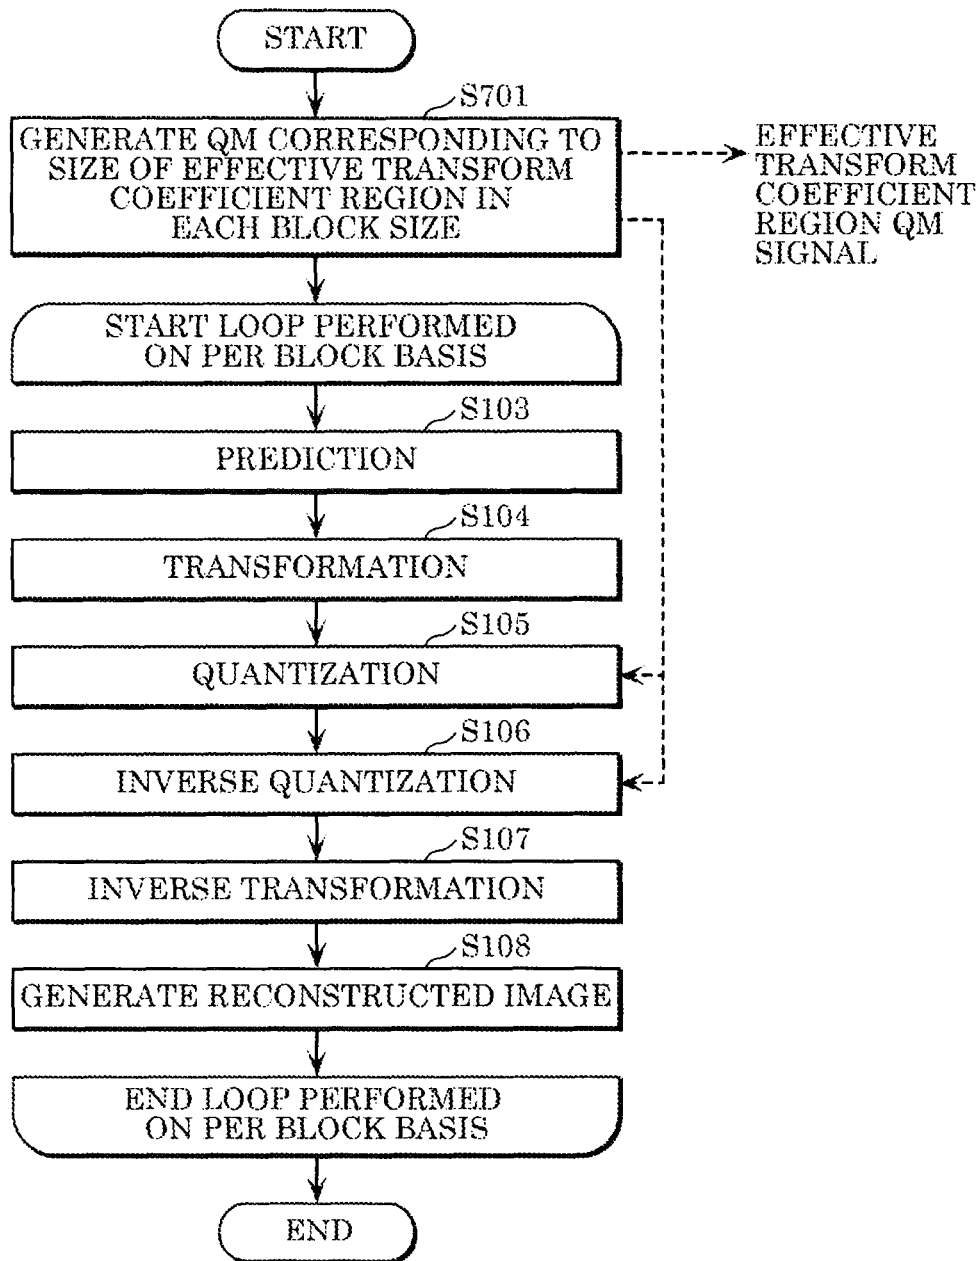 START
S701
GENERATE QM CORRESPONDING TO
SIZE OF EFFECTIVE TRANSFORM
COEFFICIENT REGION IN
EACH BLOCK SIZE
EFFECTIVE
TRANSFORM
COEFFICIENT
REGION QM
SIGNAL
START LOOP PERFORMED
ON PER BLOCK BASIS
S103
PREDICTION
S104
TRANSFORMATION
S105
QUANTIZATION
S106
INVERSE QUANTIZATION
S107
INVERSE TRANSFORMATION
S108
GENERATE RECONSTRUCTED IMAGE
END LOOP PERFORMED
ON PER BLOCK BASIS
END